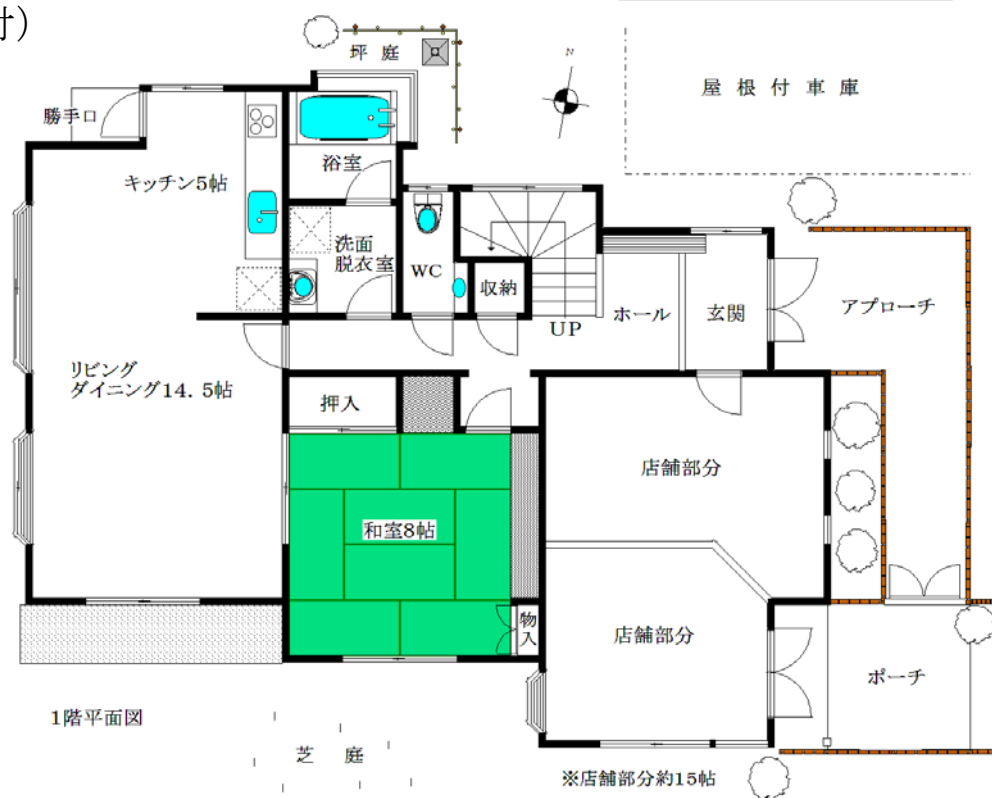 付）
坪 庭
N
屋 根 付 車 庫
勝手口
浴室
キッチン5帖
洗面
脱衣室
WC
収納
UP
ホール
玄関
アプローチ
リビング
ダイニング14. 5帖
押入
店舗部分
和室8帖
物
入
店舗部分
ポーチ
1階平面図
芝 庭
※店舗部分約15帖